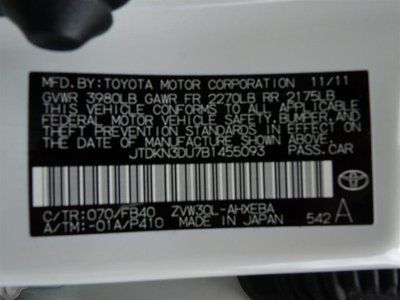 MFD.BY:TOYOTA MOTOR CORPORATION 11/11
GVWR 3980LB GAWR FR 2270LB RR 2175LB
THIS VEHICLE CONFORMS TO ALL APPLICABLE
FEDERAL MOTOR VEHICLE SAFETY,BUMPER,AND
THEFT PREVENTION STANDARDS IN EFFECT ON
THE DATE OF MANUFACTURE SHOWN ABOVE.
JTDKN3DU7B1455093 PASS.CAR
C/TR:070/FB40 ZVW30L-AHXEBA
A/TM:-01A/P410 MADE IN JAPAN 542 A